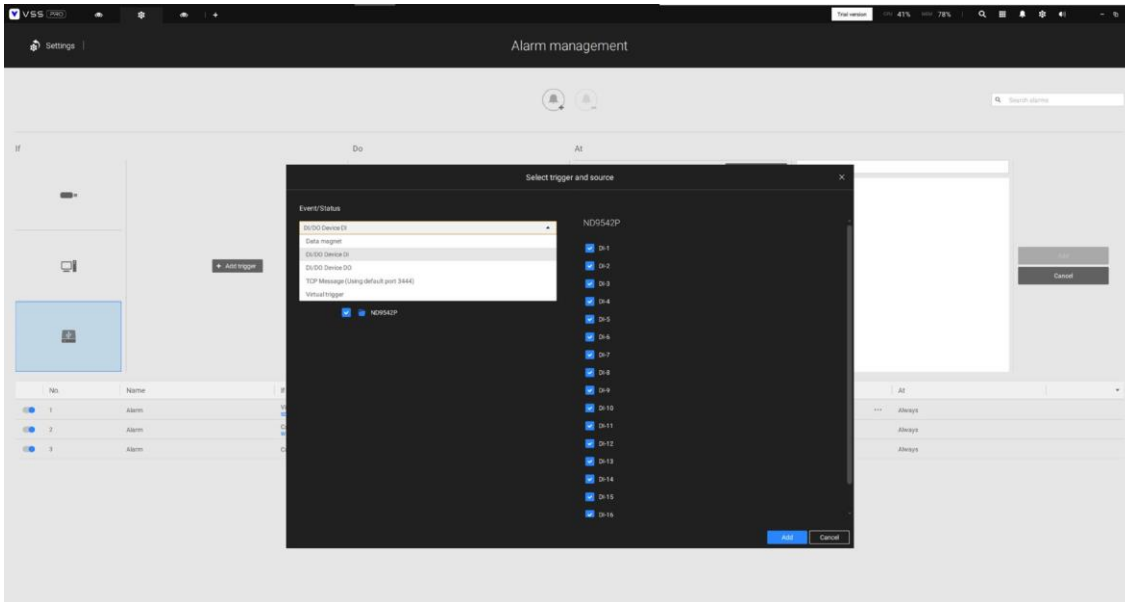 VSS PRO
Trial version
41%
78%
Settings
Alarm management
Search alarms
If
Do
At
Select trigger and source
Event/Status
DI/DO Device DI
Data magnet
DI/DO Device DI
DI/DO Device DO
TCP Message (Using default port 3444)
Virtual trigger
ND9542P
ND9542P
DI-1
DI-2
DI-3
DI-4
DI-5
DI-6
DI-7
DI-8
DI-9
DI-10
DI-11
DI-12
DI-13
DI-14
DI-15
DI-16
Add
Cancel
+ Add trigger
Cancel
No.
Name
If
At
1
Alarm
Always
2
Alarm
Always
3
Alarm
Always